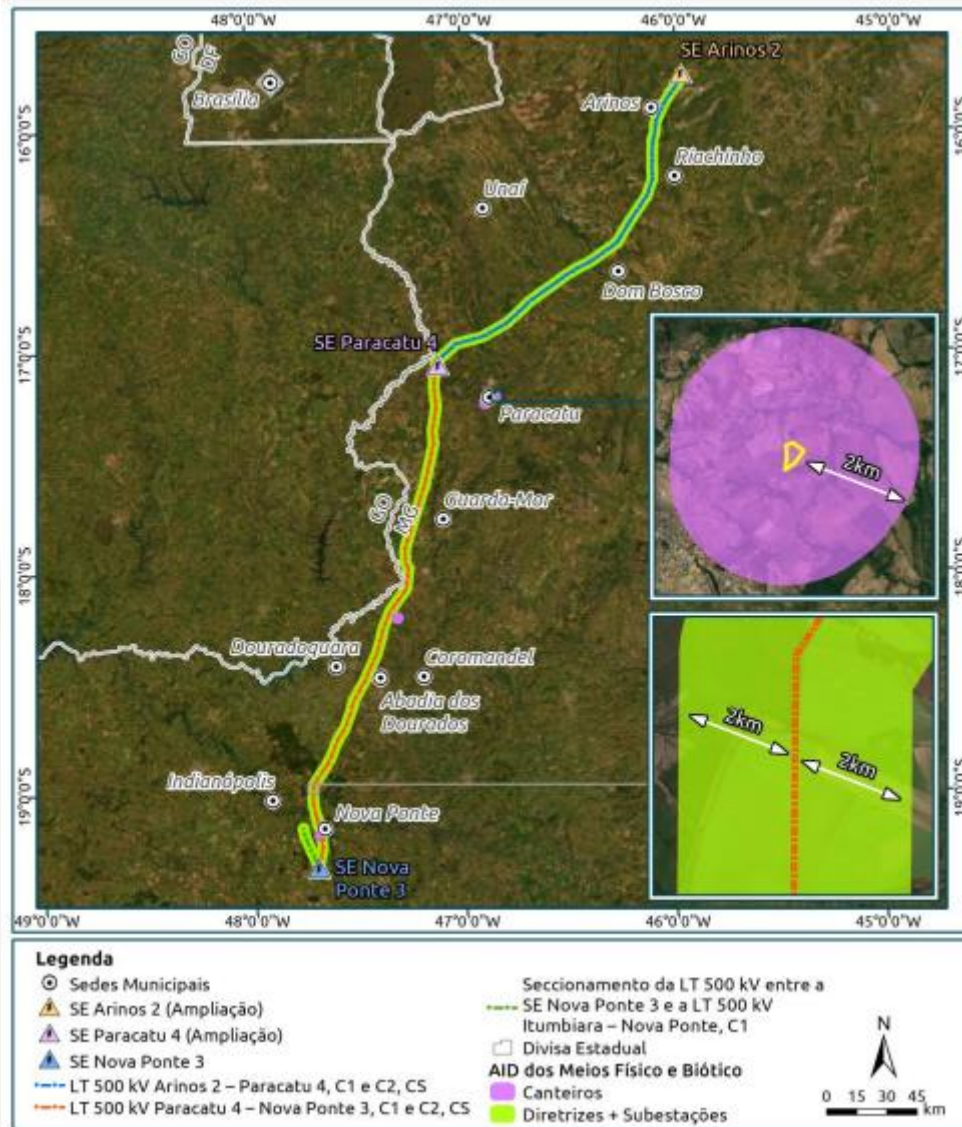 48°0'0"W 47°0'0"W 46°0'0"W 45°0'0"W
GO
DF
SE Arinos 2
Brasília
Arinos
16°0'0"S
16°0'0"S
Riachinho
Unaí
Dom Bosco
SE Paracatu 4
17°0'0"S
17°0'0"S
Paracatu
2km
GO
MG
Guarda-Mor
18°0'0"S
18°0'0"S
Douradoquara
Coromandel
Abadia dos
Dourados
2km
2km
Indianópolis
19°0'0"S
19°0'0"S
Nova Ponte
SE Nova
Ponte 3
49°0'0"W 48°0'0"W 47°0'0"W 46°0'0"W 45°0'0"W
Legenda
Sedes Municipais
SE Arinos 2 (Ampliação)
SE Paracatu 4 (Ampliação)
SE Nova Ponte 3
LT 500 kV Arinos 2 – Paracatu 4, C1 e C2, CS
LT 500 kV Paracatu 4 – Nova Ponte 3, C1 e C2, CS
Seccionamento da LT 500 kV entre a
SE Nova Ponte 3 e a LT 500 kV
Itumbiara – Nova Ponte, C1
Divisa Estadual
AID dos Meios Físico e Biótico
Canteiros
Diretrizes + Subestações
N
0 15 30 45
km